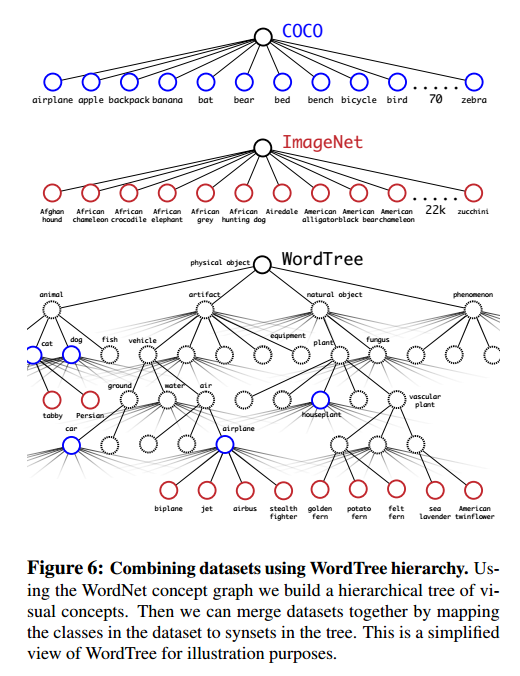 COCO
airplane apple backpack banana bat bear bed bench bicycle bird 70 zebra
ImageNet
Afghan hound
African chameleon
African crocodile
African elephant
African grey
African hunting dog
Airedale
American alligator
American black bear
American chameleon
22k
zucchini
WordTree
physical object
animal artifact natural object phenomenon
cat dog fish vehicle equipment plant fungus
ground water air
tabby Persian houseplant vascular plant
car airplane
biplane
jet
airbus
stealth fighter
golden fern
potato fern
felt fern
sea lavender
American twinflower
Figure 6: Combining datasets using WordTree hierarchy. Us-
ing the WordNet concept graph we build a hierarchical tree of vi-
sual concepts. Then we can merge datasets together by mapping
the classes in the dataset to synsets in the tree. This is a simplified
view of WordTree for illustration purposes.